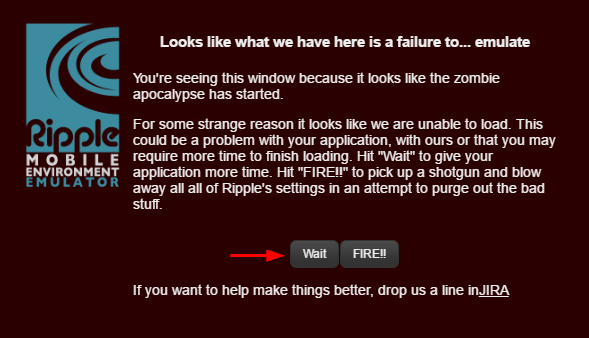 Looks like what we have here is a failure to... emulate
You're seeing this window because it looks like the zombie
apocalypse has started.
For some strange reason it looks like we are unable to load. This
could be a problem with your application, with ours or that you may
require more time to finish loading. Hit "Wait" to give your
application more time. Hit "FIRE!!" to pick up a shotgun and blow
away all all of Ripple's settings in an attempt to purge out the bad
stuff.
Ripple
MOBILE
ENVIRONMENT
EMULATOR
Wait FIRE!!
If you want to help make things better, drop us a line inJIRA